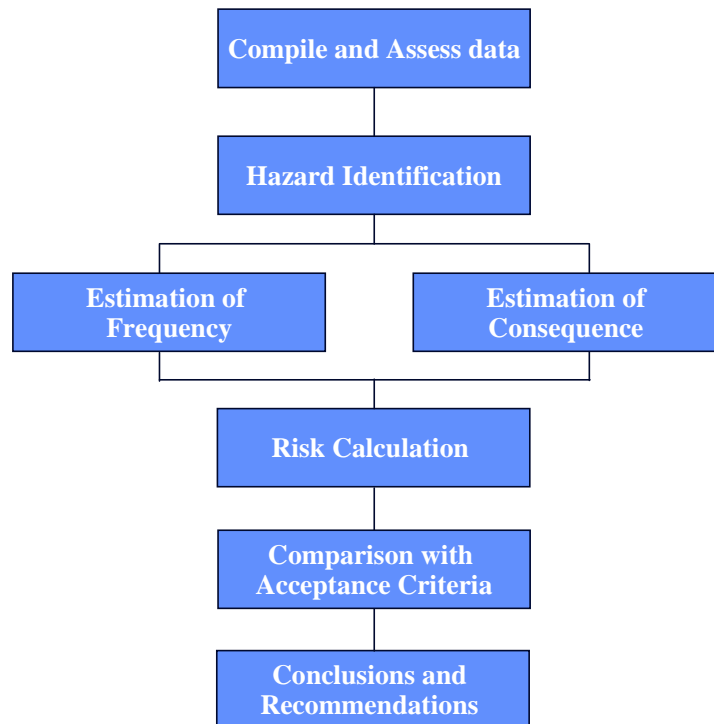 Compile and Assess data
Hazard Identification
Estimation of
Frequency
Estimation of
Consequence
Risk Calculation
Comparison with
Acceptance Criteria
Conclusions and
Recommendations